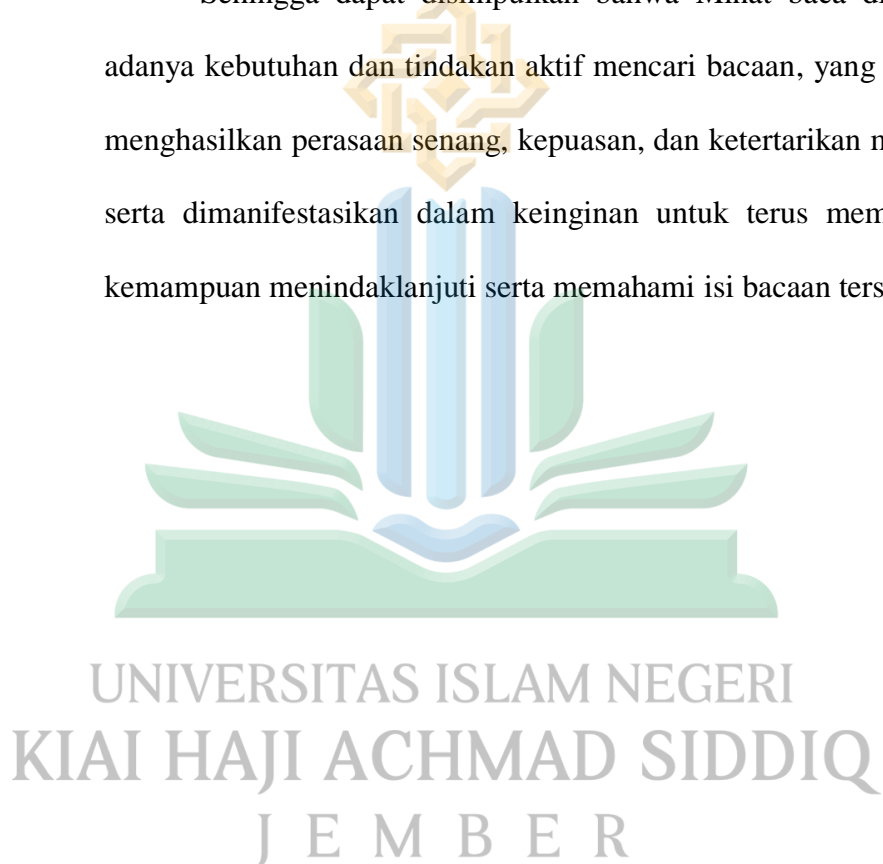 Sehingga dapat disimpulkan bahwa Minat baca
adanya kebutuhan dan tindakan aktif mencari bacaan, yang
menghasilkan perasaan senang, kepuasan, dan ketertarikan
serta dimanifestasikan dalam keinginan untuk terus
kemampuan menindaklanjuti serta memahami isi bacaan
UNIVERSITAS ISLAM NEGERI
KIAI HAJI ACHMAD SIDDIQ
JEMBER